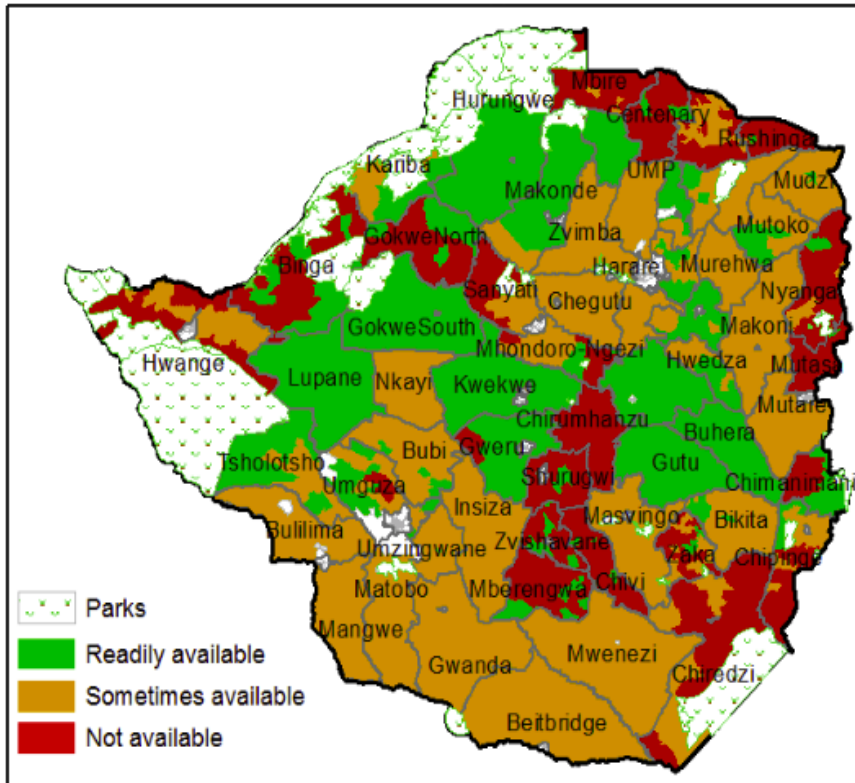 Mbire
Hurungwe
Centenary
Rushinga
Kariba
UMP
Mudzi
Makonde
Mutoko
GokweNorth
Zvimba
Binga
Harare
Murehwa
Sanyati
Nyanga
Chegutu
GokweSouth
Makoni
Mhondoro-Ngezi
Hwedza
Mutasa
Hwange
Lupane
Nkayi
Kwekwe
Mutare
Chirumhanzu
Buhera
Bubi
Gweru
Tsholotsho
Gutu
Shurugwi
Chimanimani
Umguza
Insiza
Masvingo
Bikita
Bulilima
Zvishavane
Umzingwane
Zaka
Chipinge
Matobo
Mberengwa
Chivi
Parks
Mangwe
Readily available
Gwanda
Mwenezi
Chiredzi
Sometimes available
Beitbridge
Not available